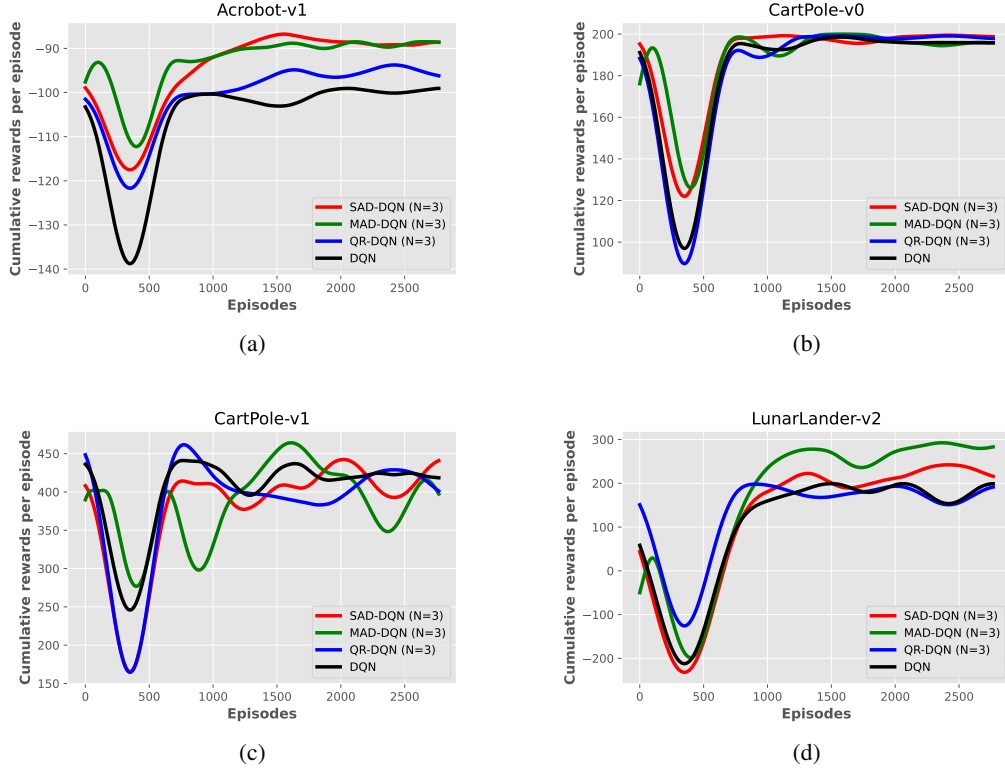 Acrobot-v1
Cumulative rewards per episode
−90
−100
−110
−120
−130
−140
0
500
1000
1500
2000
2500
Episodes
SAD-DQN (N=3)
MAD-DQN (N=3)
QR-DQN (N=3)
DQN
(a)
CartPole-v0
Cumulative rewards per episode
200
180
160
140
120
100
0
500
1000
1500
2000
2500
Episodes
SAD-DQN (N=3)
MAD-DQN (N=3)
QR-DQN (N=3)
DQN
(b)
CartPole-v1
Cumulative rewards per episode
450
400
350
300
250
200
150
0
500
1000
1500
2000
2500
Episodes
SAD-DQN (N=3)
MAD-DQN (N=3)
QR-DQN (N=3)
DQN
(c)
LunarLander-v2
Cumulative rewards per episode
300
200
100
0
−100
−200
0
500
1000
1500
2000
2500
Episodes
SAD-DQN (N=3)
MAD-DQN (N=3)
QR-DQN (N=3)
DQN
(d)